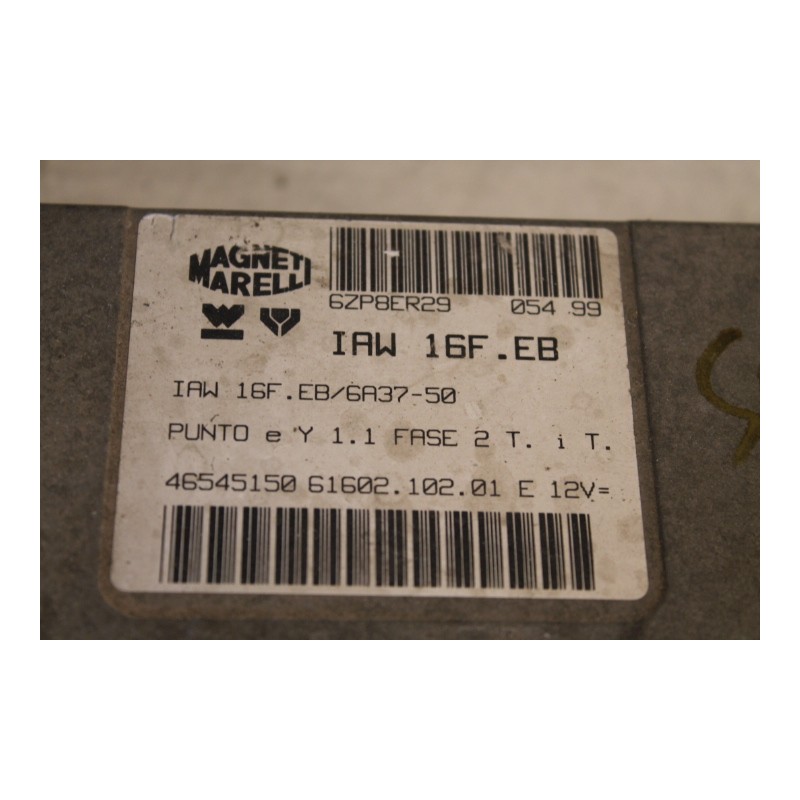 MAGNETI
MARELLI
6ZP8ER29 054 99
IAW 16F.EB
IAW 16F.EB/6A37-50
PUNTO e Y 1.1 FASE 2 T. i T.
46545150 61602.102.01 E 12V=